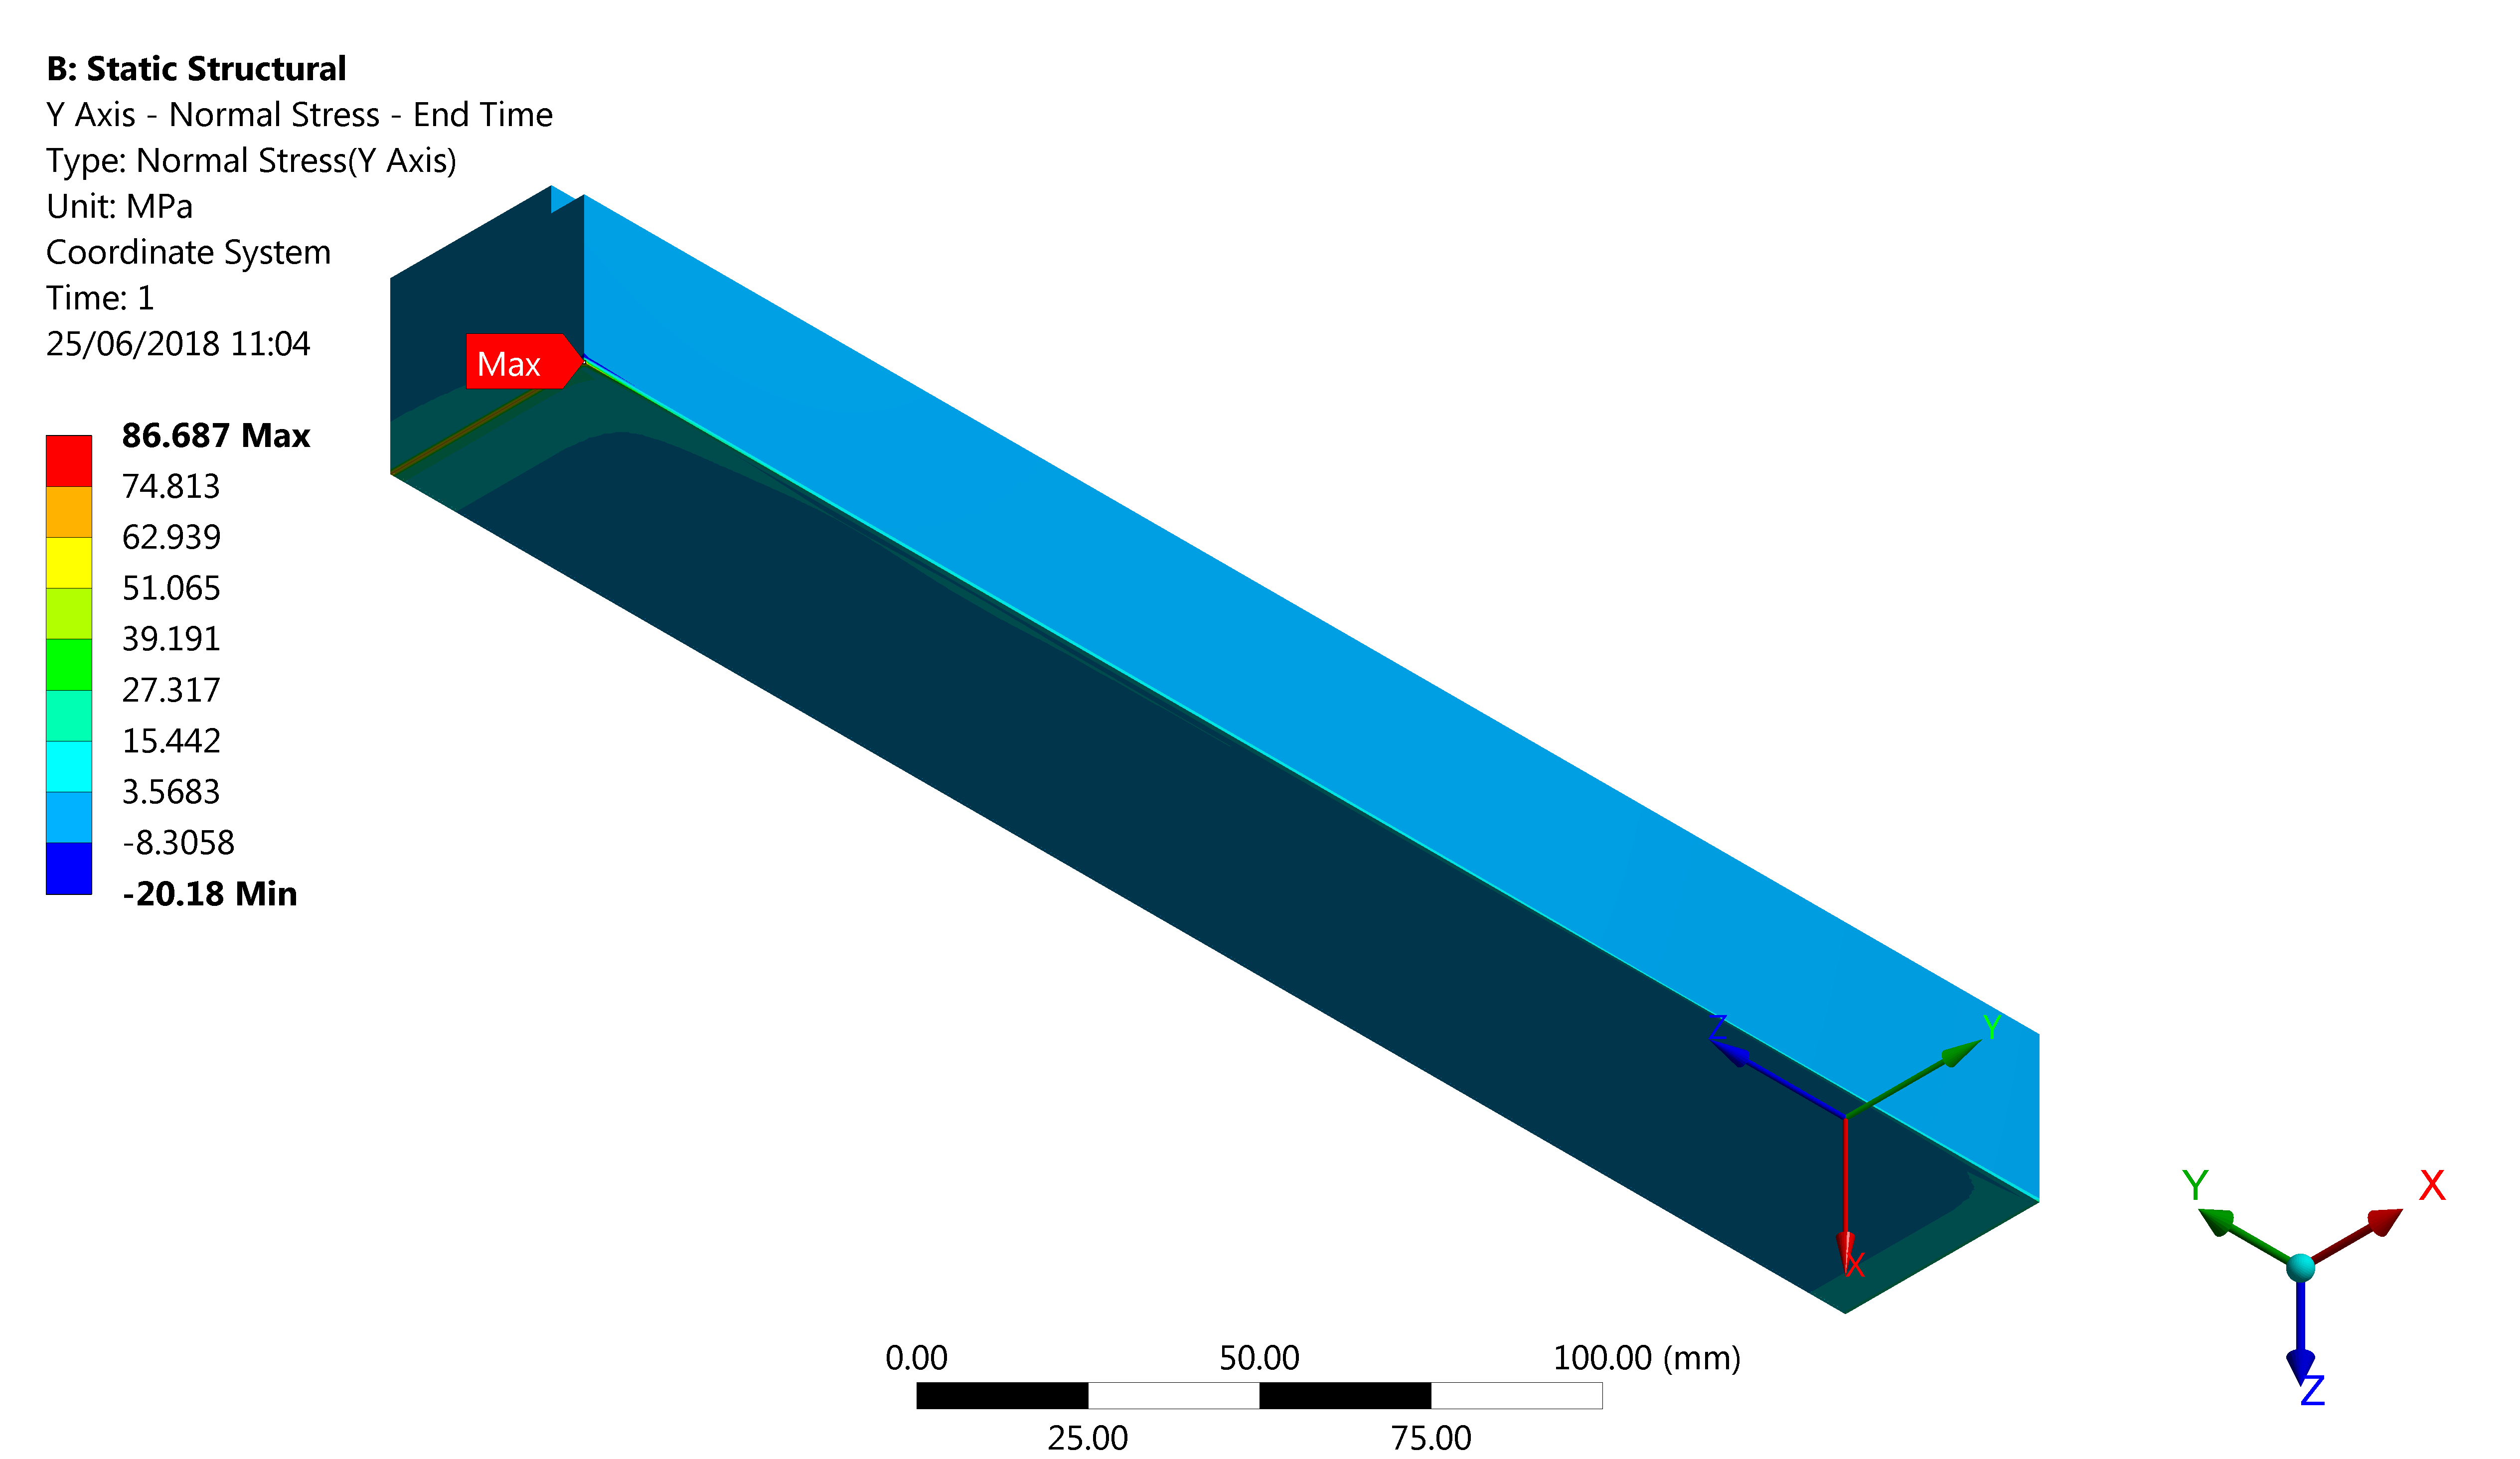 B: Static Structural
Y Axis - Normal Stress - End Time
Type: Normal Stress(Y Axis)
Unit: MPa
Coordinate System
Time: 1
25/06/2018 11:04
Max
86.687 Max
74.813
62.939
51.065
39.191
27.317
15.442
3.5683
-8.3058
-20.18 Min
Z
Y
X
Y
X
Z
0.00
50.00
100.00 (mm)
25.00
75.00